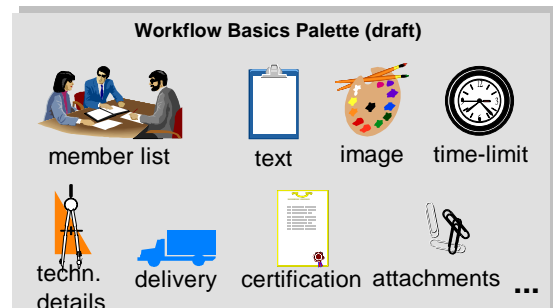 Workflow Basics Palette (draft)
member list
text
image
time-limit
techn.
details
delivery
certification
attachments
...